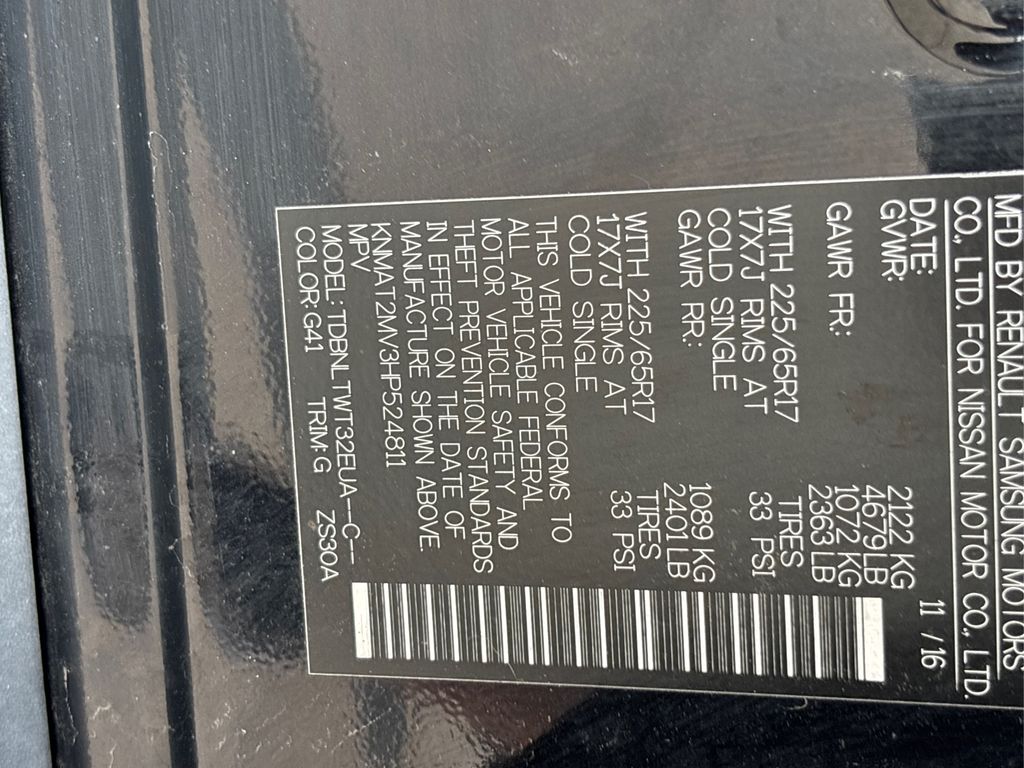 MFD BY RENAULT SAMSUNG MOTORS
CO., LTD. FOR NISSAN MOTOR CO., LTD.
DATE: 11 / 16
GVWR: 2122 KG
4679 LB
GAWR FR.: 1072 KG
2363 LB
WITH 225/65R17 TIRES
17X7J RIMS AT 33 PSI
COLD SINGLE
GAWR RR.: 1089 KG
2401 LB
WITH 225/65R17 TIRES
17X7J RIMS AT 33 PSI
COLD SINGLE
THIS VEHICLE CONFORMS TO
ALL APPLICABLE FEDERAL
MOTOR VEHICLE SAFETY AND
THEFT PREVENTION STANDARDS
IN EFFECT ON THE DATE OF
MANUFACTURE SHOWN ABOVE
KNMAT2MV3HP524811
MPV
MODEL: TDBNLTWT32EUA--C--
COLOR:G41 TRIM:G ZS30A